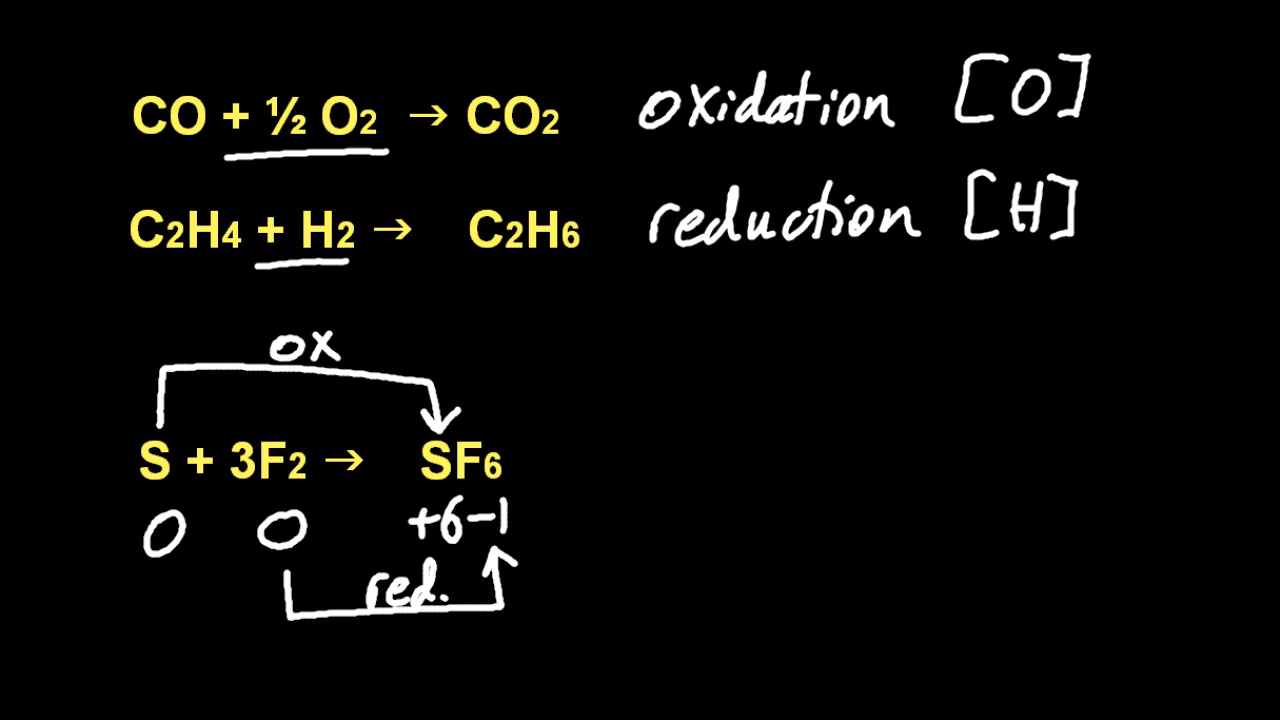 CO + ½ O2 → CO2 oxidation [O]
C2H4 + H2 → C2H6 reduction [H]
ox
S + 3F2 → SF6
0 0 +6-1
red.